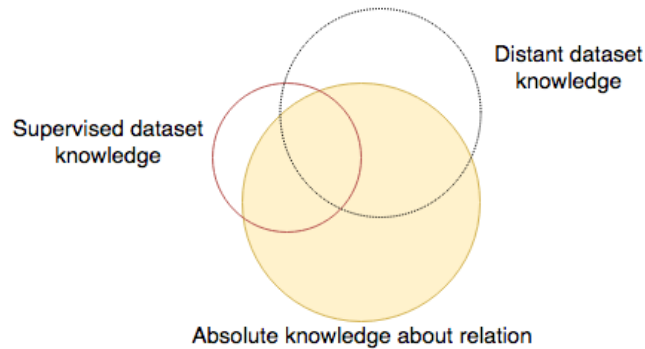 Distant dataset
knowledge
Supervised dataset
knowledge
Absolute knowledge about relation